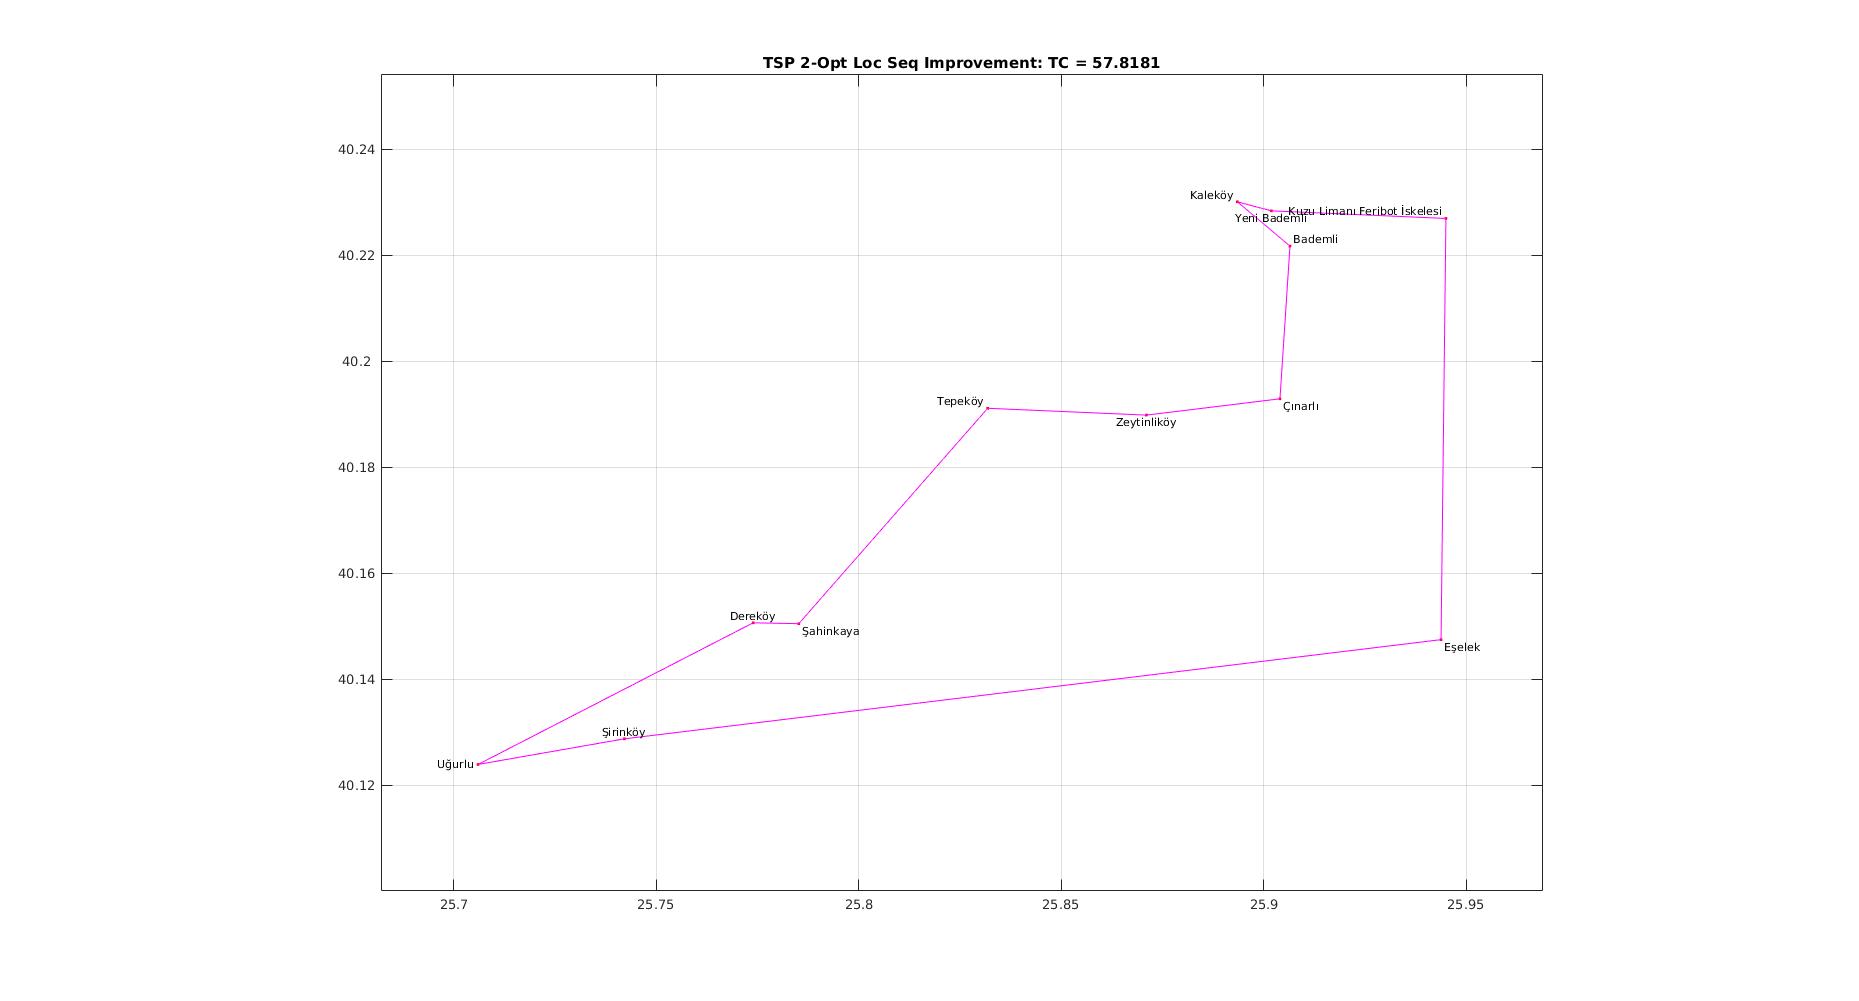 TSP 2-Opt Loc Seq Improvement: TC = 57.8181
40.24
Kaleköy
Kuzu Limanı Feribot İskelesi
Yeni Bademli
Bademli
40.22
40.2
Tepeköy
Çınarlı
Zeytinliköy
40.18
40.16
Dereköy
Şahinkaya
Eşelek
40.14
Şirinköy
Uğurlu
40.12
25.7 25.75 25.8 25.85 25.9 25.95